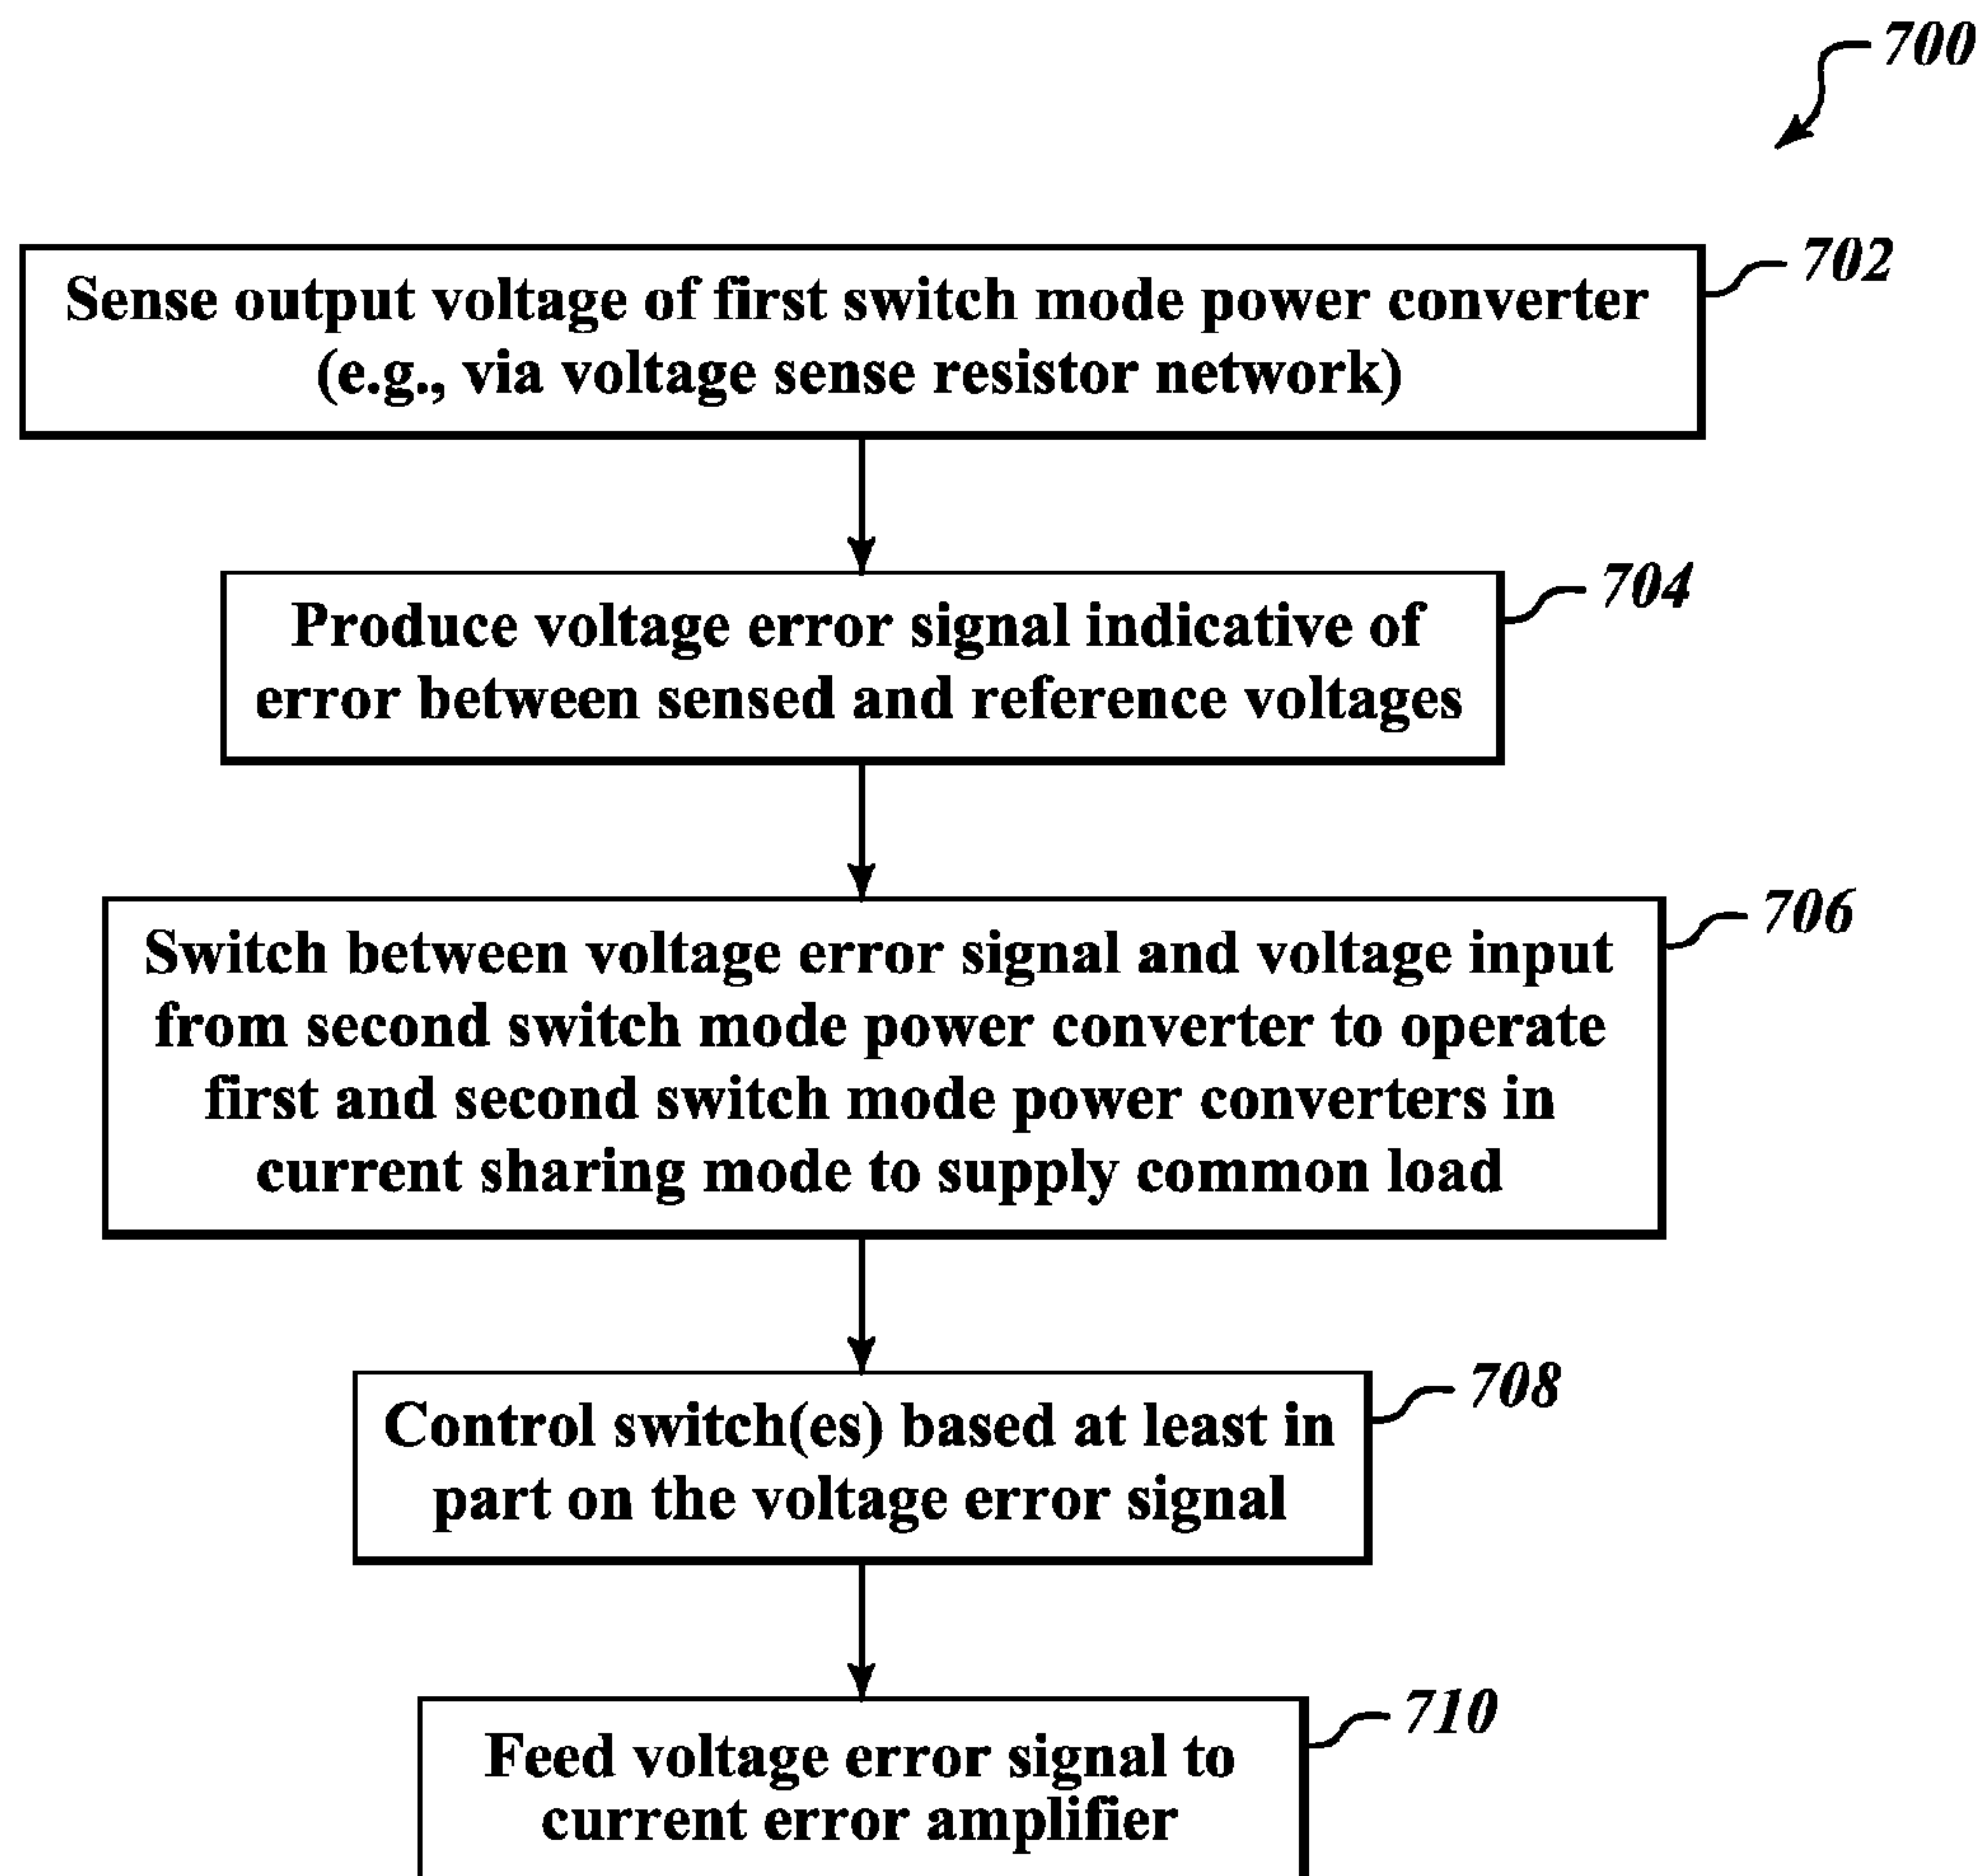 700
702
Sense output voltage of first switch mode power converter
(e.g., via voltage sense resistor network)
704
Produce voltage error signal indicative of
error between sensed and reference voltages
706
Switch between voltage error signal and voltage input
from second switch mode power converter to operate
first and second switch mode power converters in
current sharing mode to supply common load
708
Control switch(es) based at least in
part on the voltage error signal
710
Feed voltage error signal to
current error amplifier